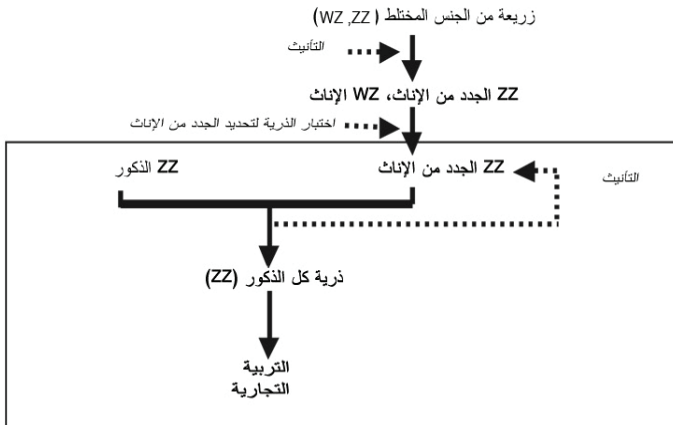 زريعة من الجنس المختلط (WZ ,ZZ)
التأنيث
ZZ الجدد من الإناث، WZ الإناث
اختبار الذرية لتحديد الجدد من الإناث
ZZ الجدد من الإناث
ZZ الذكور
التأنيث
ذرية كل الذكور (ZZ)
التربية
التجارية